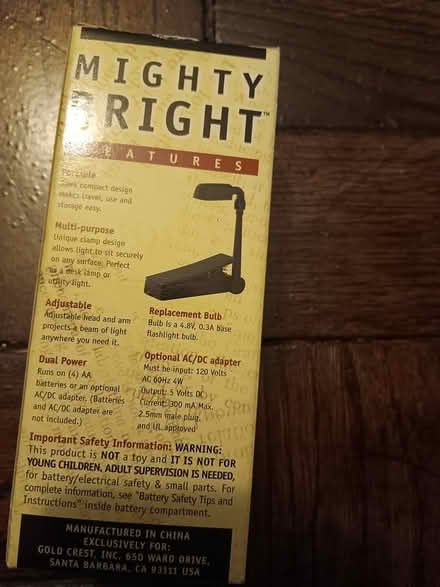 MIGHTY
BRIGHT™
FEATURES
Portable
compact design
makes travel, use and
storage easy.
Multi-purpose
Unique clamp design
allows light to sit securely
on any surface. Perfect
as a desk lamp or
utility light.
Adjustable
Adjustable head and arm
projects a beam of light
anywhere you need it.
Dual Power
Runs on (4) AA
batteries or an optional
AC/DC adapter. (Batteries
and AC/DC adapter are
not included.)
Replacement Bulb
Bulb is a 4.8V, 0.3A base
flashlight bulb.
Optional AC/DC adapter
Must be input: 120 Volts
AC 60Hz 4W
Output: 5 Volts DC
Current: 300 mA Max.
2.5mm male plug,
and UL approved
Important Safety Information: WARNING:
This product is NOT a toy and IT IS NOT FOR
YOUNG CHILDREN, ADULT SUPERVISION IS NEEDED,
for battery/electrical safety & small parts. For
complete information, see "Battery Safety Tips and
Instructions" inside battery compartment.
MANUFACTURED IN CHINA
EXCLUSIVELY FOR:
GOLD CREST, INC. 650 WARD DRIVE,
SANTA BARBARA, CA 93111 USA